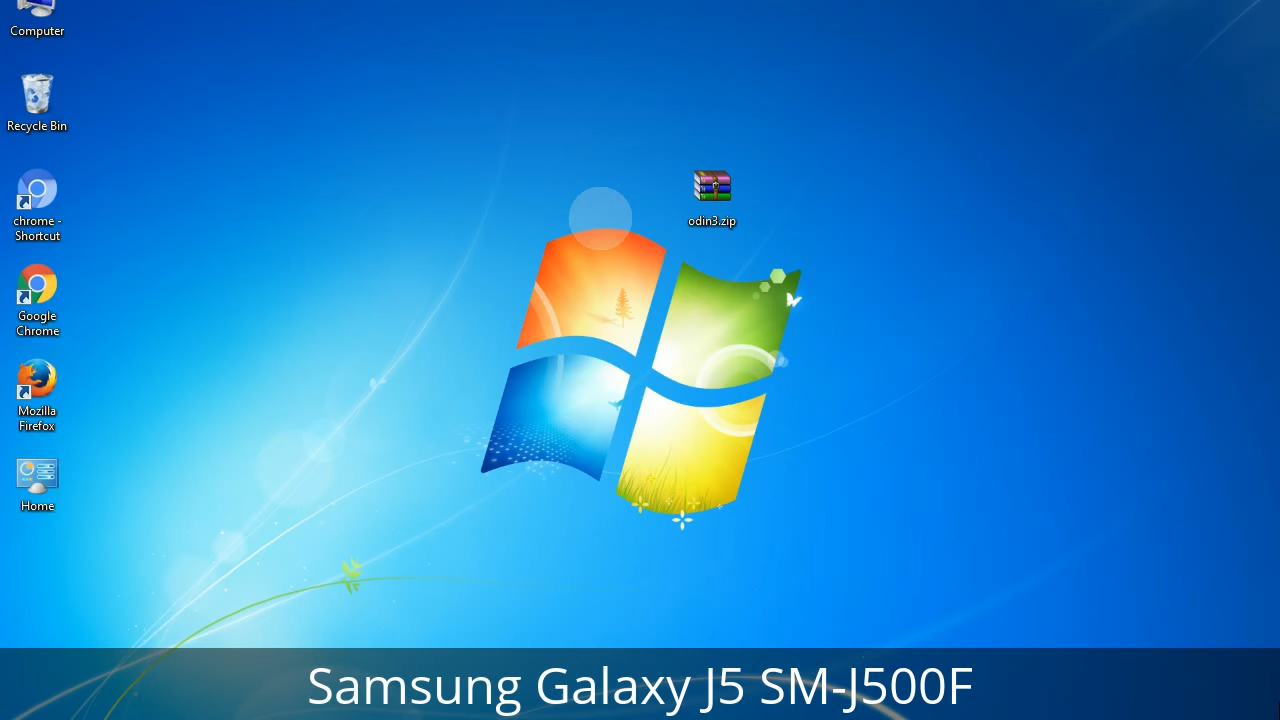 Computer
Recycle Bin
chrome -
Shortcut
Google
Chrome
Mozilla
Firefox
Home
odin3.zip
Samsung Galaxy J5 SM-J500F